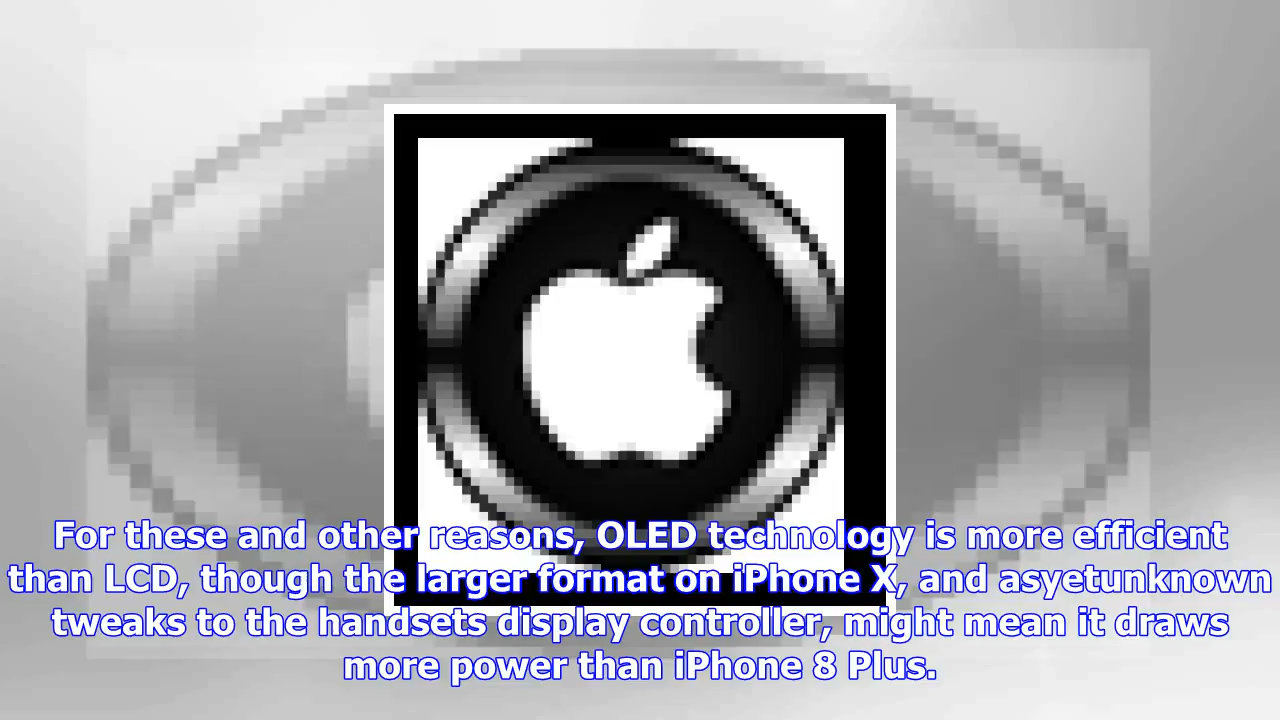 For these and other reasons, OLED technology is more efficient
than LCD, though the larger format on iPhone X, and asyetunknown
tweaks to the handsets display controller, might mean it draws
more power than iPhone 8 Plus.